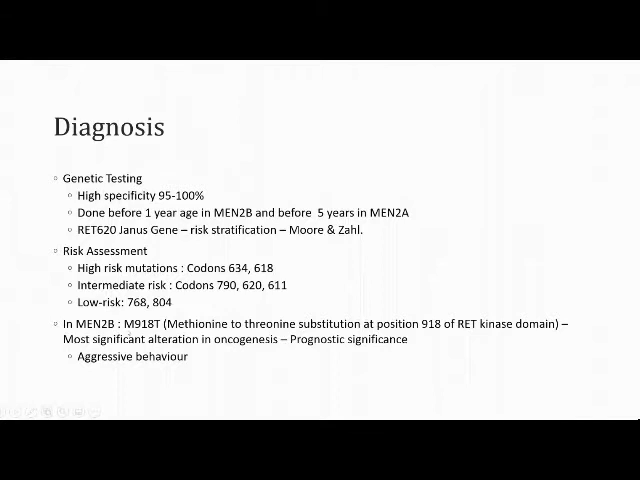 Diagnosis
Genetic Testing
High specificity 95-100%
Done before 1 year age in MEN2B and before 5 years in MEN2A
RET620 Janus Gene – risk stratification – Moore & Zahl.
Risk Assessment
High risk mutations : Codons 634, 618
Intermediate risk : Codons 790, 620, 611
Low-risk: 768, 804
In MEN2B : M918T (Methionine to threonine substitution at position 918 of RET kinase domain) –
Most significant alteration in oncogenesis – Prognostic significance
Aggressive behaviour